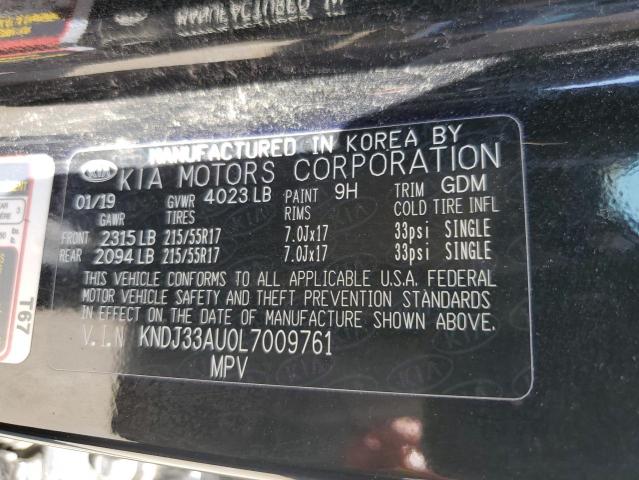 MANUFACTURED IN KOREA BY
KIA KIA MOTORS CORPORATION
01/19 GVWR 4023 LB PAINT 9H TRIM GDM
GAWR TIRES RIMS COLD TIRE INFL
FRONT 2315 LB 215/55R17 7.0Jx17 33psi SINGLE
REAR 2094 LB 215/55R17 7.0Jx17 33psi SINGLE
THIS VEHICLE CONFORMS TO ALL APPLICABLE U.S.A. FEDERAL
MOTOR VEHICLE SAFETY AND THEFT PREVENTION STANDARDS
IN EFFECT ON THE DATE OF MANUFACTURE SHOWN ABOVE.
V.I.N KNDJ33AU0L7009761
MPV
T67